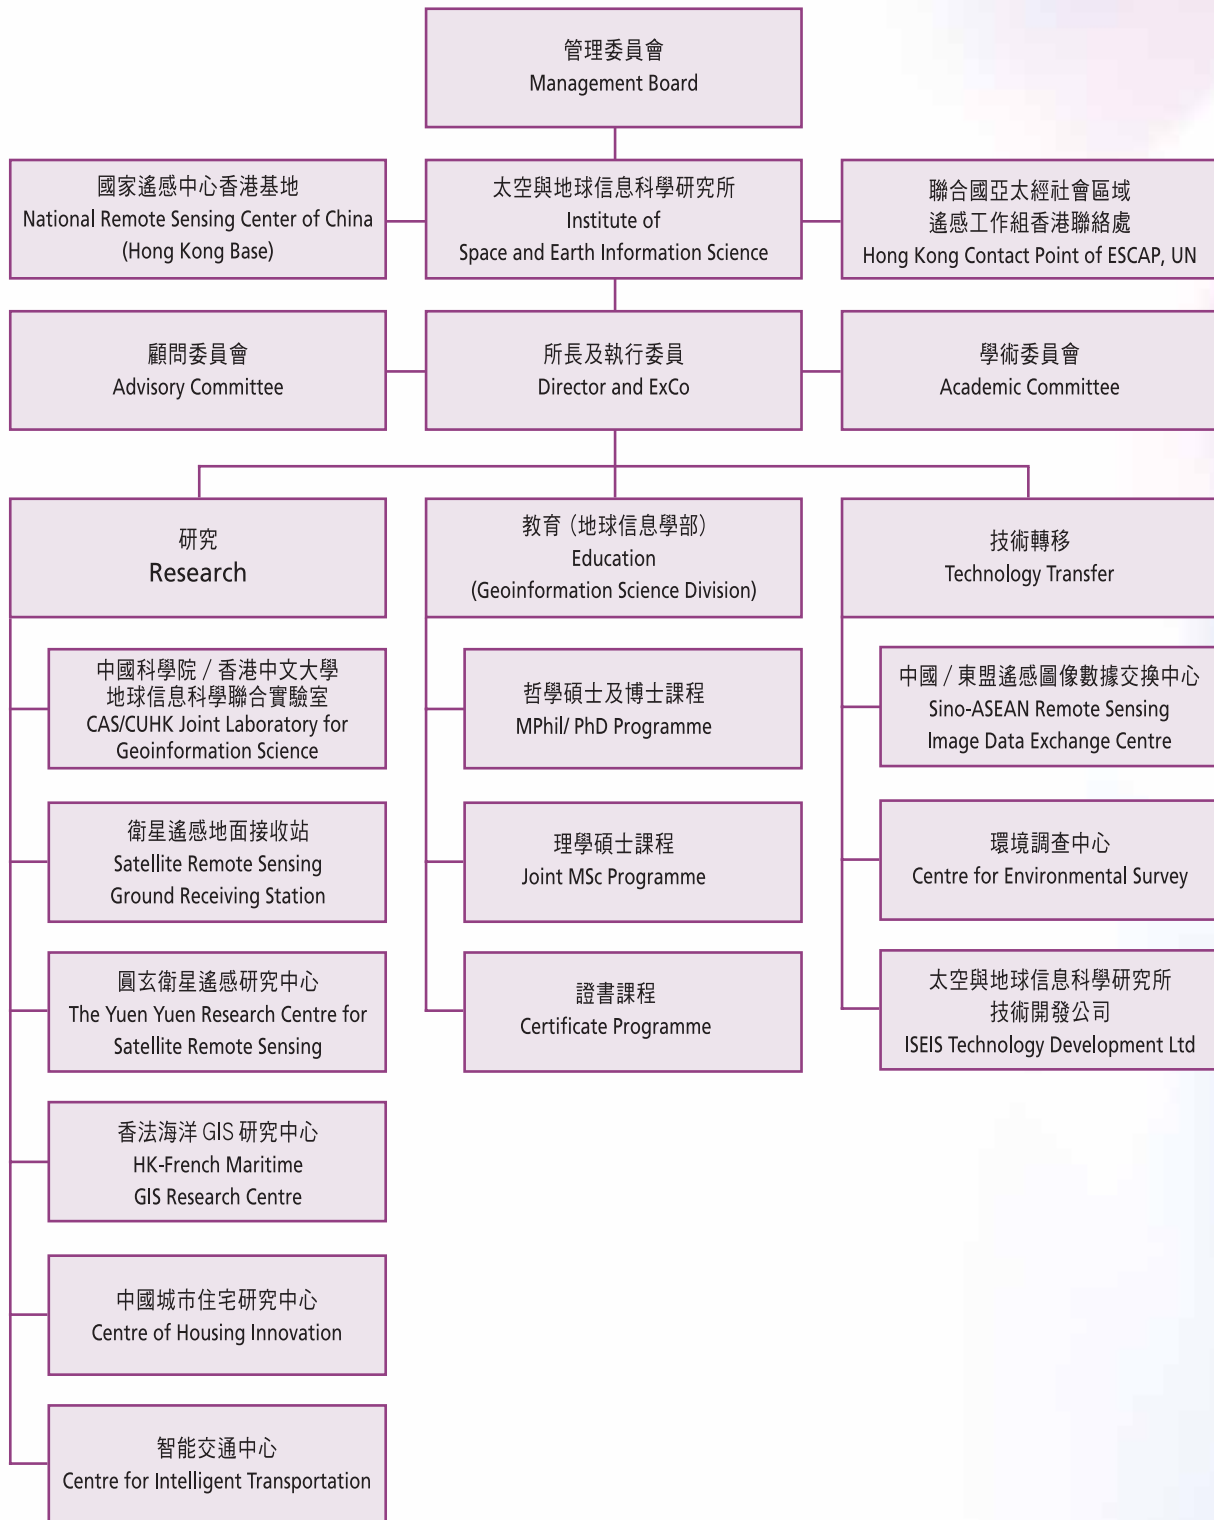 管理委員會
Management Board
國家遙感中心香港基地
National Remote Sensing Center of China
(Hong Kong Base)
太空與地球信息科學研究所
Institute of
Space and Earth Information Science
聯合國亞太經社會區域
遙感工作組香港聯絡處
Hong Kong Contact Point of ESCAP, UN
顧問委員會
Advisory Committee
所長及執行委員
Director and ExCo
學術委員會
Academic Committee
研究
Research
教育（地球信息學部）
Education
(Geoinformation Science Division)
技術轉移
Technology Transfer
中國科學院 / 香港中文大學
地球信息科學聯合實驗室
CAS/CUHK Joint Laboratory for
Geoinformation Science
衛星遙感地面接收站
Satellite Remote Sensing
Ground Receiving Station
圓玄衛星遙感研究中心
The Yuen Yuen Research Centre for
Satellite Remote Sensing
香法海洋 GIS 研究中心
HK-French Maritime
GIS Research Centre
中國城市住宅研究中心
Centre of Housing Innovation
智能交通中心
Centre for Intelligent Transportation
哲學碩士及博士課程
MPhil/ PhD Programme
理學碩士課程
Joint MSc Programme
證書課程
Certificate Programme
中國 / 東盟遙感圖像數據交換中心
Sino-ASEAN Remote Sensing
Image Data Exchange Centre
環境調查中心
Centre for Environmental Survey
太空與地球信息科學研究所
技術開發公司
ISEIS Technology Development Ltd